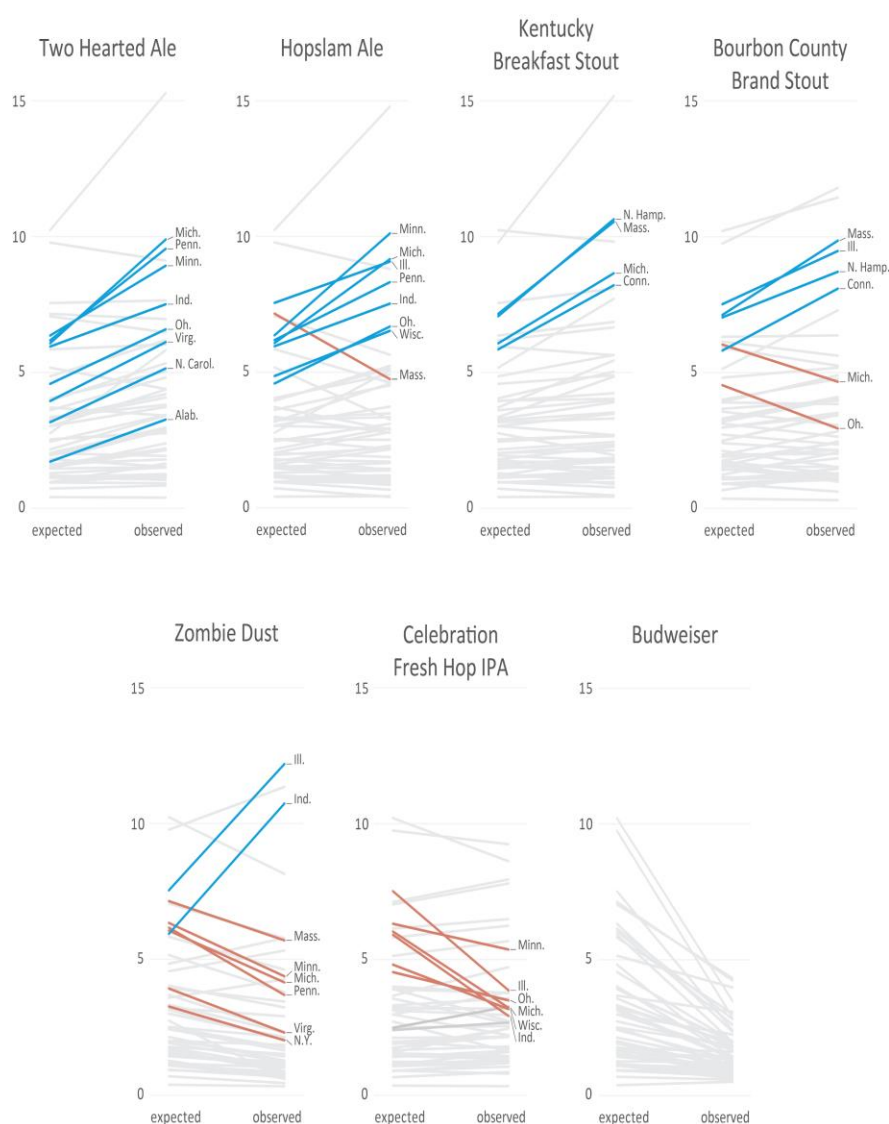 Two Hearted Ale
Hopslam Ale
Kentucky
Breakfast Stout
Bourbon County
Brand Stout
15
Mich.
Penn.
Minn.
Ind.
Oh.
Virg.
N. Carol.
Alab.
10
5
0
expected observed
15
Minn.
Mich.
Ill.
Penn.
Ind.
Oh.
Wisc.
Mass.
10
5
0
expected observed
15
N. Hamp.
Mass.
Mich.
Conn.
10
5
0
expected observed
15
Mass.
Ill.
N. Hamp.
Conn.
Mich.
Oh.
10
5
0
expected observed
Zombie Dust
Celebration
Fresh Hop IPA
Budweiser
15
Ill.
Ind.
Mass.
Minn.
Mich.
Penn.
Virg.
N.Y.
10
5
0
expected observed
15
Minn.
Ill.
Oh.
Mich.
Wisc.
Ind.
10
5
0
expected observed
15
10
5
0
expected observed